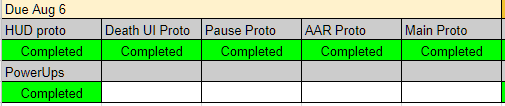 Due Aug 6
HUD proto Death UI Proto Pause Proto AAR Proto Main Proto
Completed Completed Completed Completed Completed
PowerUps
Completed